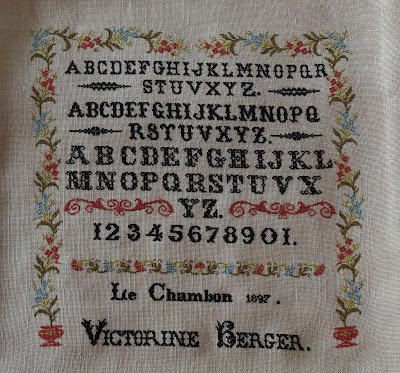 ABCDEFGHIJKLMNOPQR
STUVXYZ.
ABCDEFGHIJKLMNOPQ
RSTUVXYZ.
ABCDEFGHIJKL
MNOPQRSTUVX
YZ.
12345678901.
Le Chambon 1897.
VICTORINE BERGER.